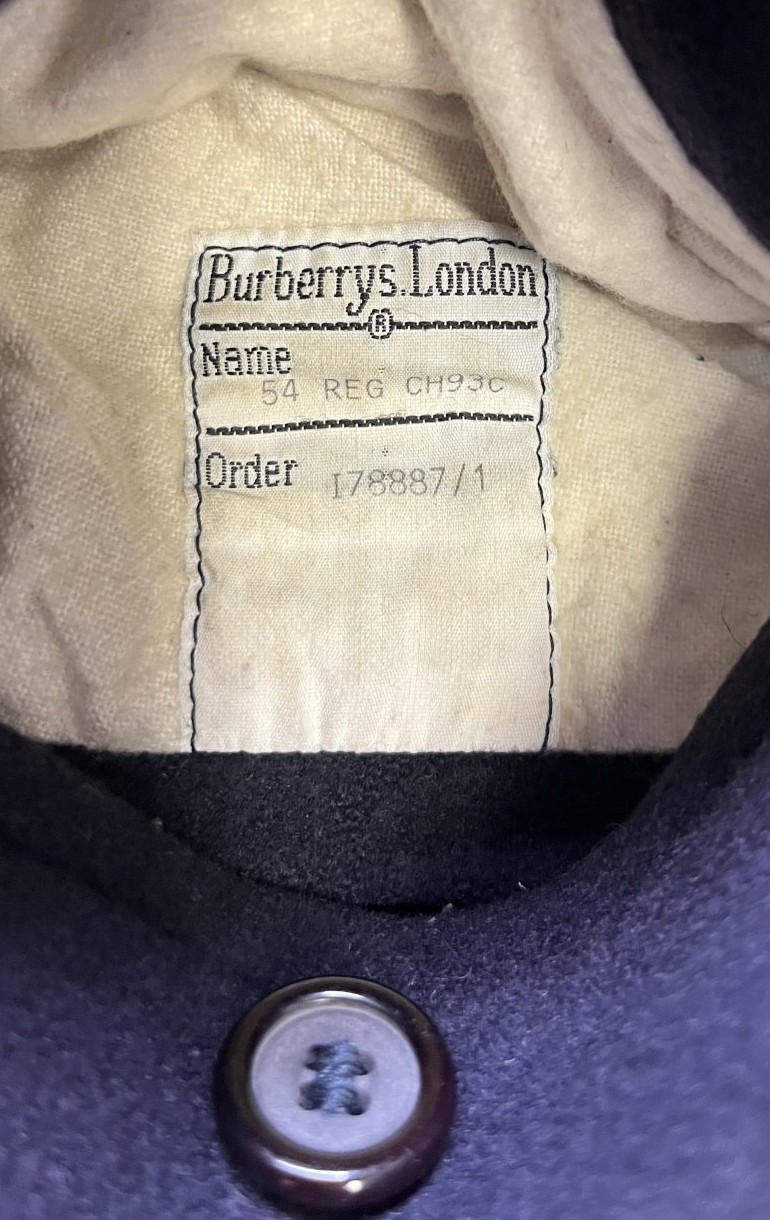 Burberrys.London
®
Name
54 REG CH93C
Order I78887/1